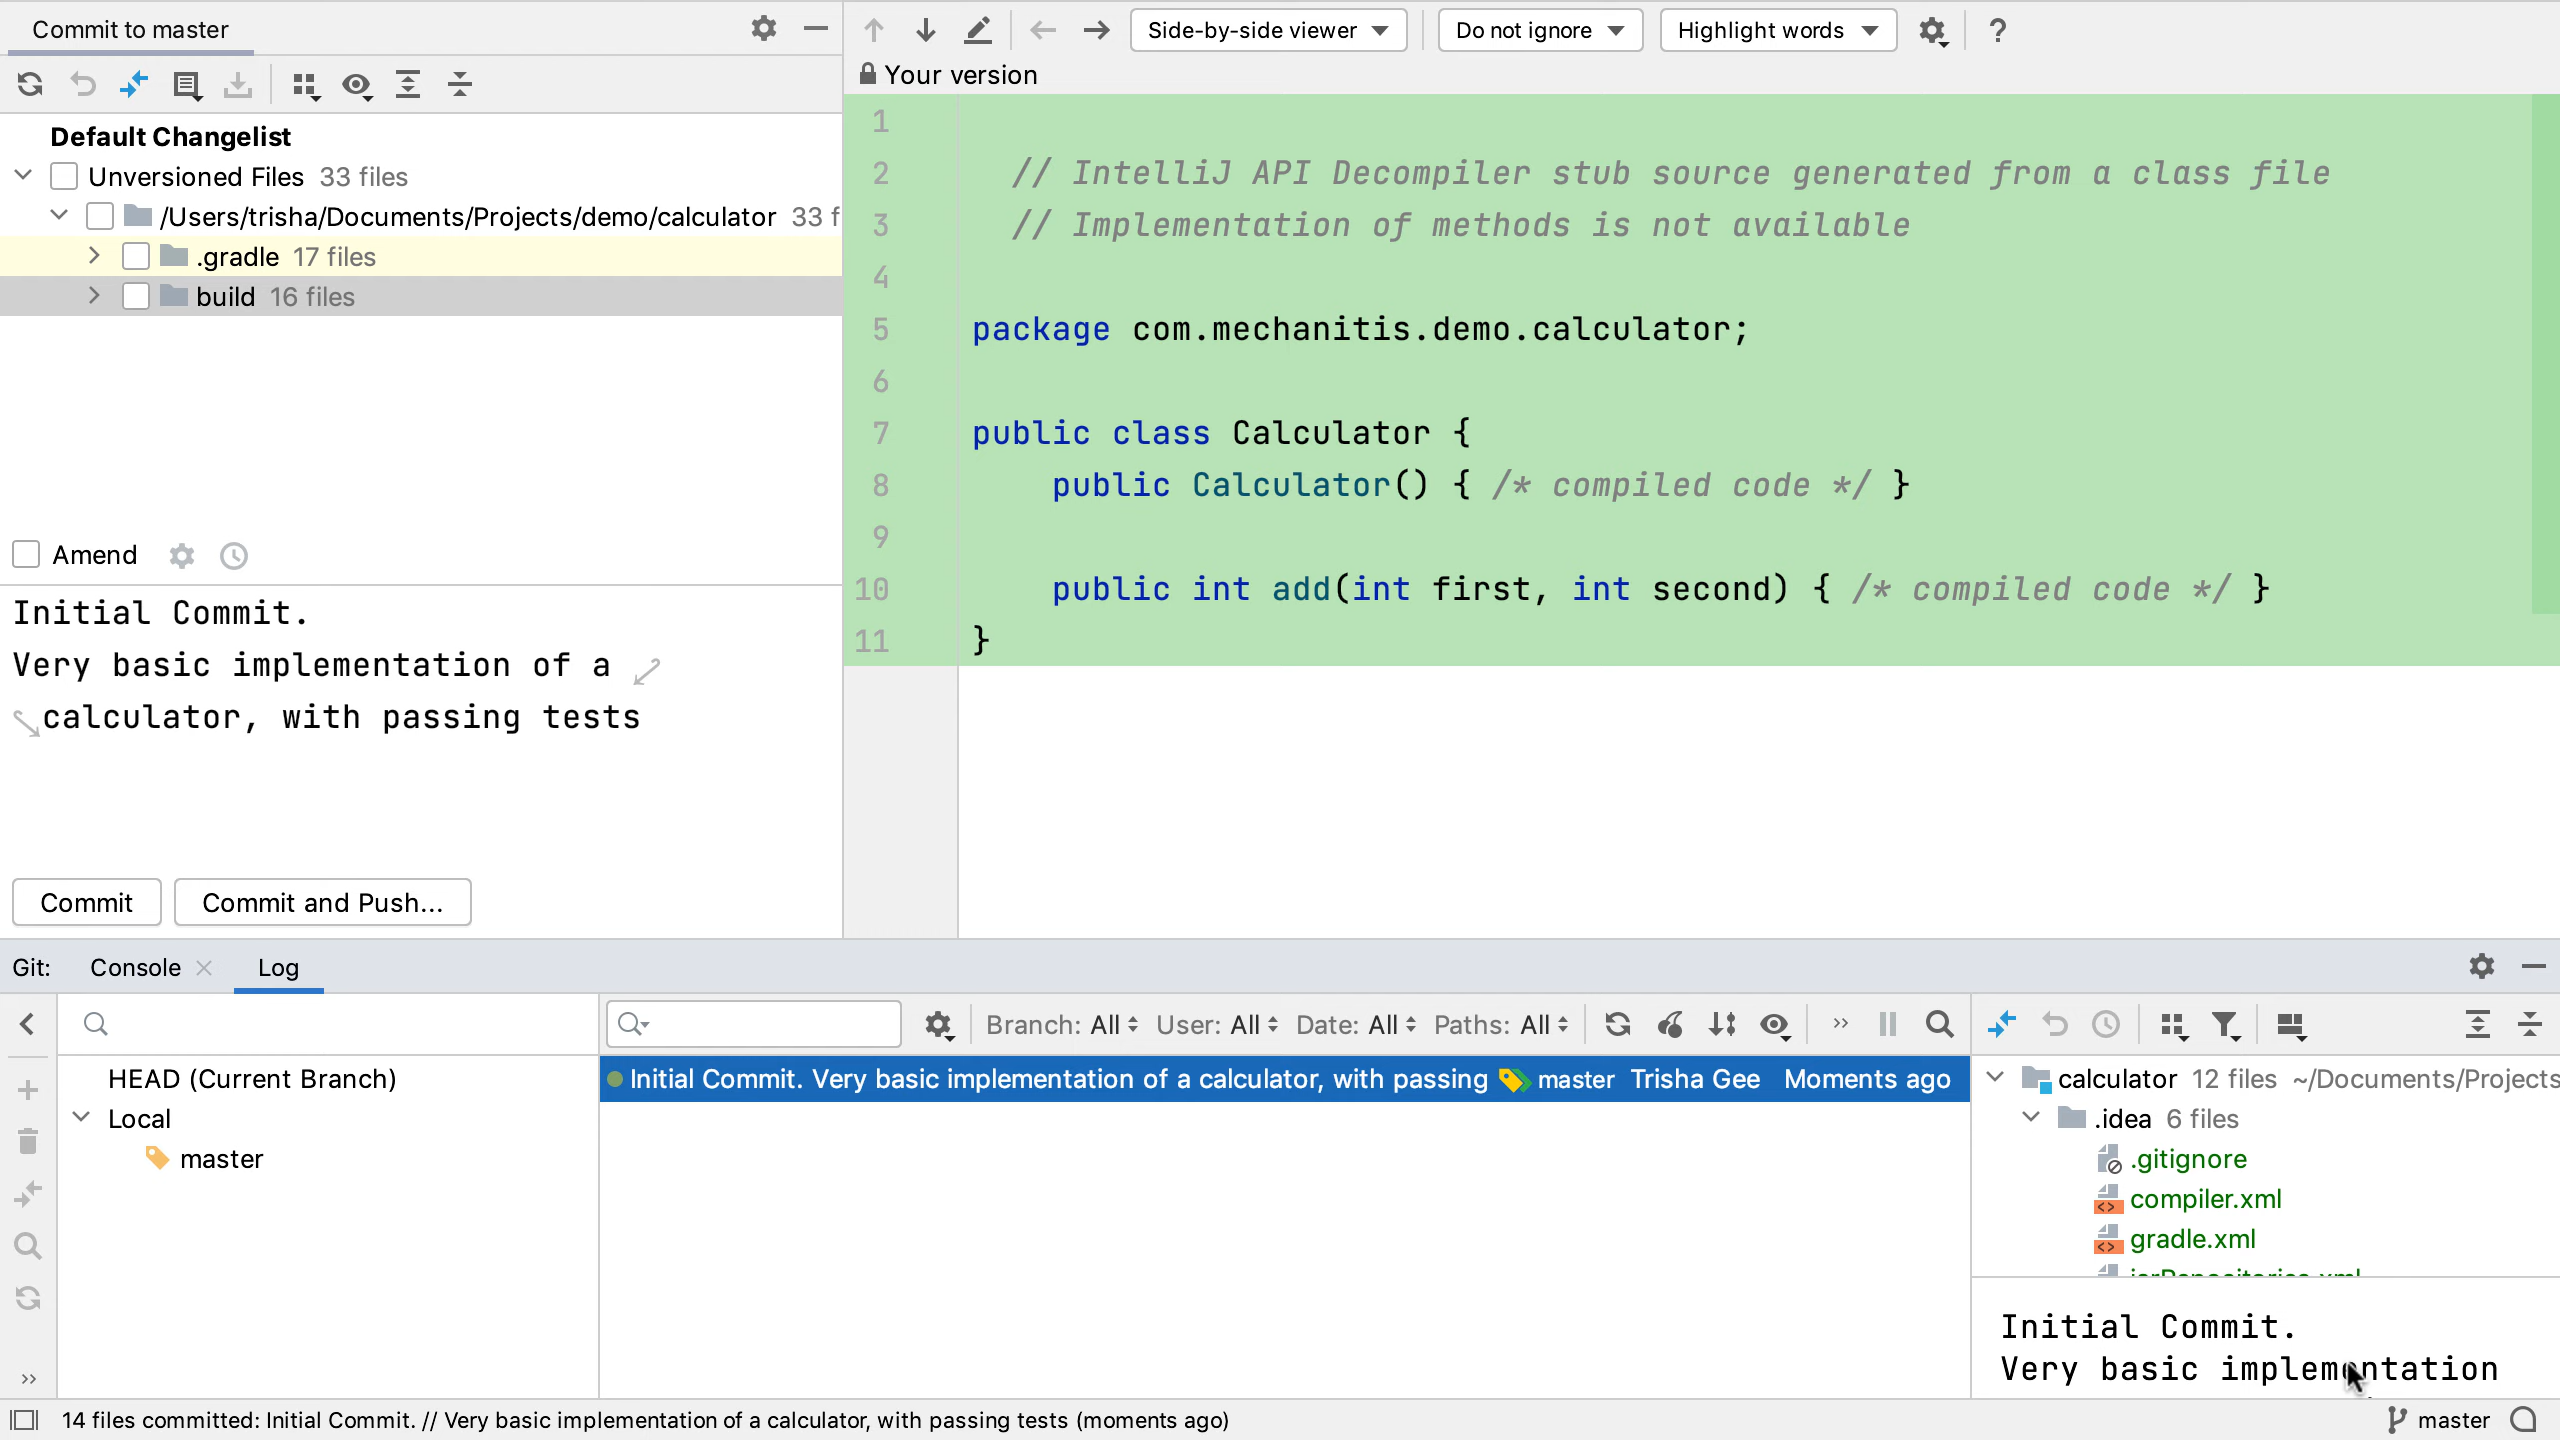 Commit to master
Side-by-side viewer
Do not ignore
Highlight words
?
Your version
Default Changelist
Unversioned Files 33 files
/Users/trisha/Documents/Projects/demo/calculator 33 f
.gradle 17 files
build 16 files
Amend
Initial Commit.
Very basic implementation of a
calculator, with passing tests
Commit
Commit and Push...
1
2 // IntelliJ API Decompiler stub source generated from a class file
3 // Implementation of methods is not available
4
5 package com.mechanitis.demo.calculator;
6
7 public class Calculator {
8 public Calculator() { /* compiled code */ }
9
10 public int add(int first, int second) { /* compiled code */ }
11 }
Git: Console Log
Branch: All User: All Date: All Paths: All
HEAD (Current Branch)
Local
master
Initial Commit. Very basic implementation of a calculator, with passing master Trisha Gee Moments ago
calculator 12 files ~/Documents/Projects
.idea 6 files
.gitignore
compiler.xml
gradle.xml
Initial Commit.
Very basic implementation
14 files committed: Initial Commit. // Very basic implementation of a calculator, with passing tests (moments ago)
master